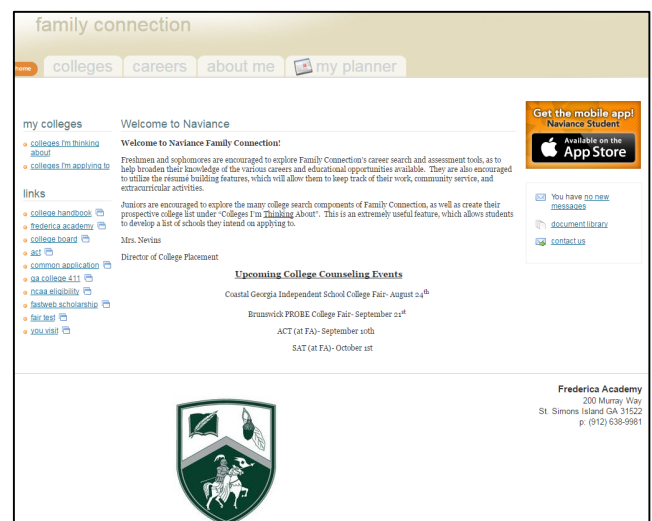 family connection
home
colleges
careers
about me
my planner
my colleges
colleges I'm thinking
about
colleges I'm applying to
links
college handbook
frederica academy
college board
act
common application
ga college 411
ncaa eligibility
fastweb scholarship
fair test
you visit
Welcome to Naviance
Welcome to Naviance Family Connection!
Freshmen and sophomores are encouraged to explore Family Connection's career search and assessment tools, as to
help broaden their knowledge of the various careers and educational opportunities available. They are also encouraged
to utilize the résumé building features, which will allow them to keep track of their work, community service, and
extracurricular activities.
Juniors are encouraged to explore the many college search components of Family Connection, as well as create their
prospective college list under "Colleges I'm Thinking About". This is an extremely useful feature, which allows students
to develop a list of schools they intend on applying to.
Mrs. Nevins
Director of College Placement
Upcoming College Counseling Events
Coastal Georgia Independent School College Fair- August 24th
Brunswick PROBE College Fair- September 21st
ACT (at FA)- September 10th
SAT (at FA)- October 1st
Get the mobile app!
Naviance Student
Available on the
App Store
You have no new
messages
document library
contact us
Frederica Academy
200 Murray Way
St. Simons Island GA 31522
p: (912) 638-9981